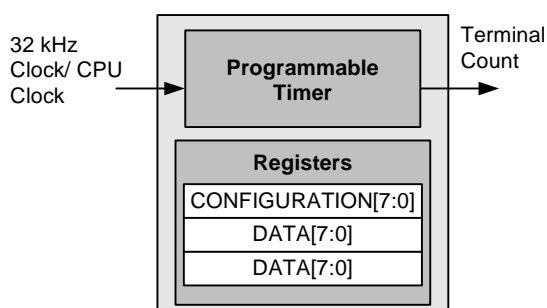 32 kHz
Clock/ CPU
Clock
Programmable
Timer
Terminal
Count
Registers
CONFIGURATION[7:0]
DATA[7:0]
DATA[7:0]